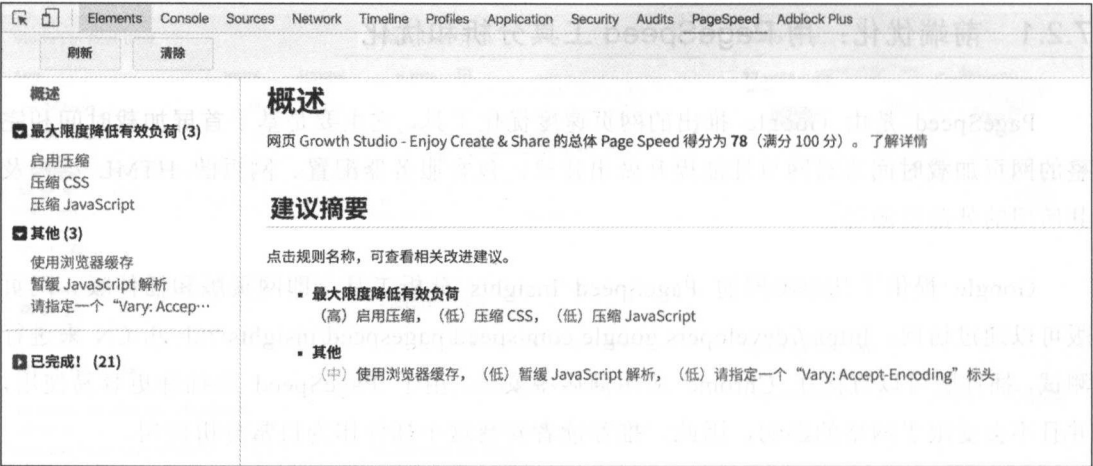 Elements Console Sources Network Timeline Profiles Application Security Audits PageSpeed Adblock Plus
刷新 清除
概述
最大限度降低有效负荷 (3)
启用压缩
压缩 CSS
压缩 JavaScript
其他 (3)
使用浏览器缓存
暂缓 JavaScript 解析
请指定一个“Vary: Accep…
已完成！ (21)
概述
网页 Growth Studio - Enjoy Create & Share 的总体 Page Speed 得分为 78（满分 100 分）。 了解详情
建议摘要
点击规则名称，可查看相关改进建议。
▪ 最大限度降低有效负荷
（高）启用压缩，（低）压缩 CSS，（低）压缩 JavaScript
▪ 其他
（中）使用浏览器缓存，（低）暂缓 JavaScript 解析，（低）请指定一个“Vary: Accept-Encoding”标头